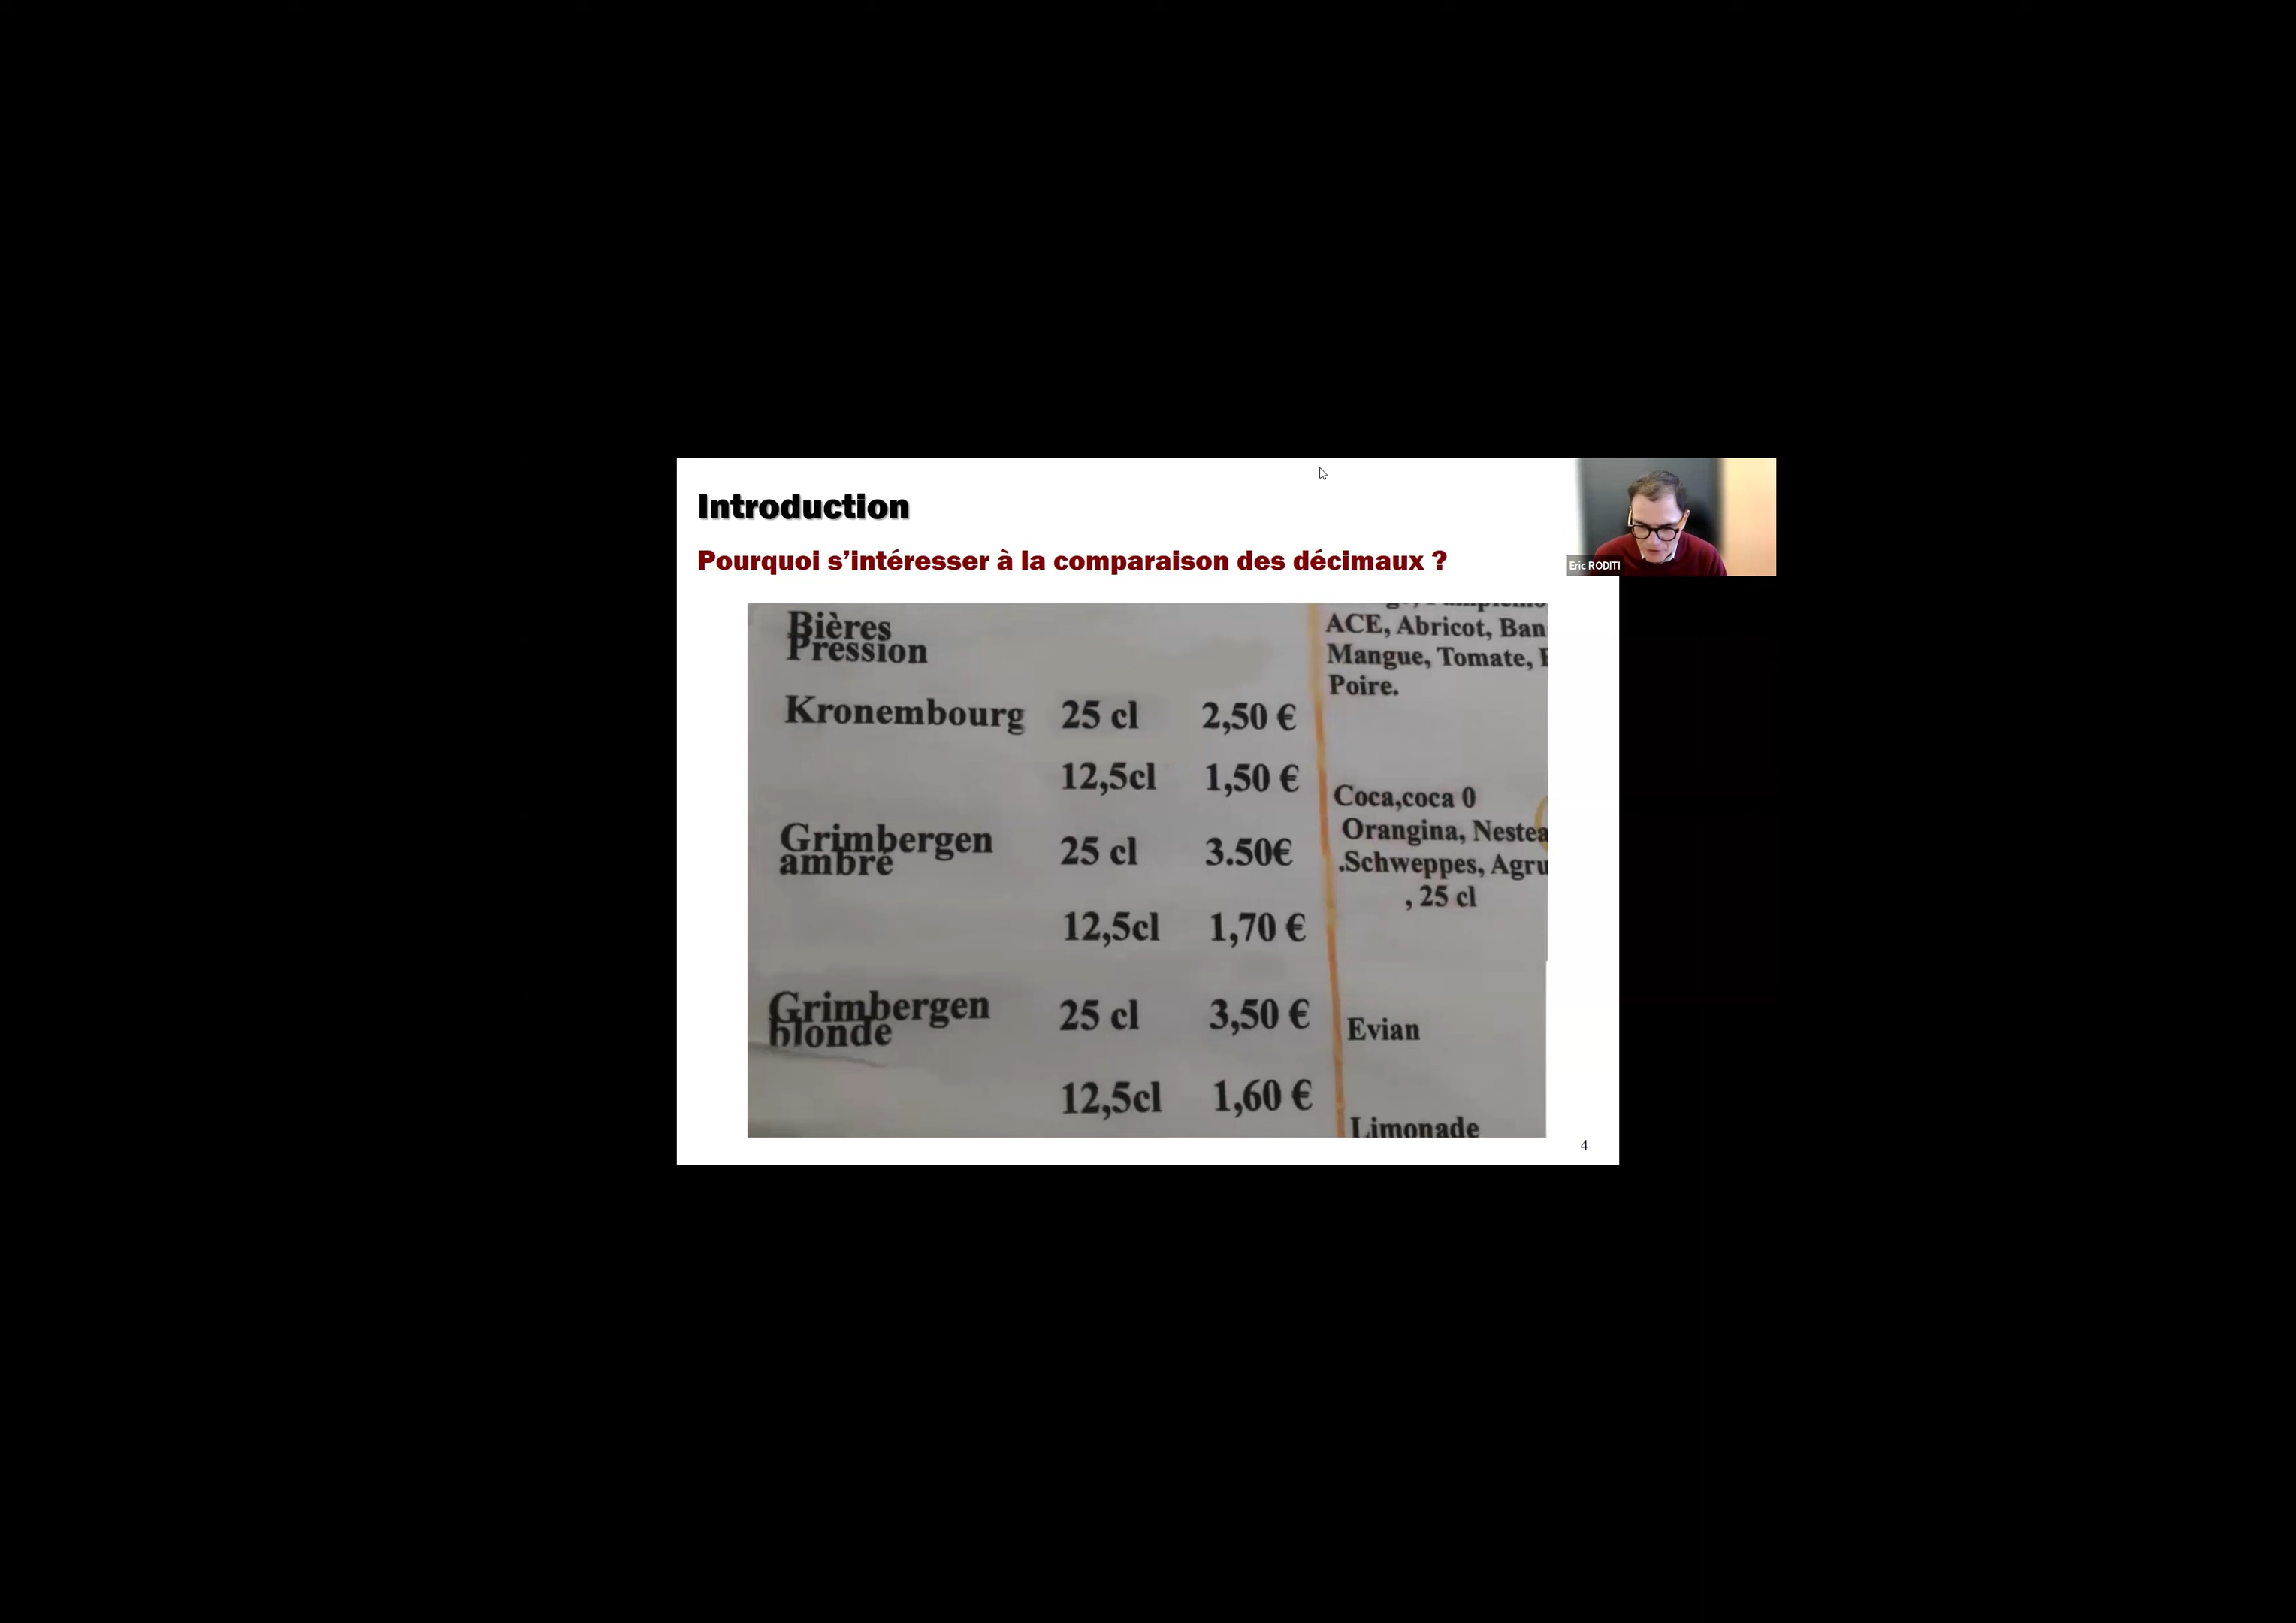 Introduction
Pourquoi s'intéresser à la comparaison des décimaux ?
Eric RODITI
Bières
Pression
Kronembourg 25 cl 2,50 €
12,5cl 1,50 €
Grimbergen
ambré 25 cl 3.50€
12,5cl 1,70 €
Grimbergen
blonde 25 cl 3,50 €
12,5cl 1,60 €
ACE, Abricot, Ban
Mangue, Tomate,
Poire.
Coca,coca 0
Orangina, Nestea
.Schweppes, Agru
, 25 cl
Evian
Limonade
4